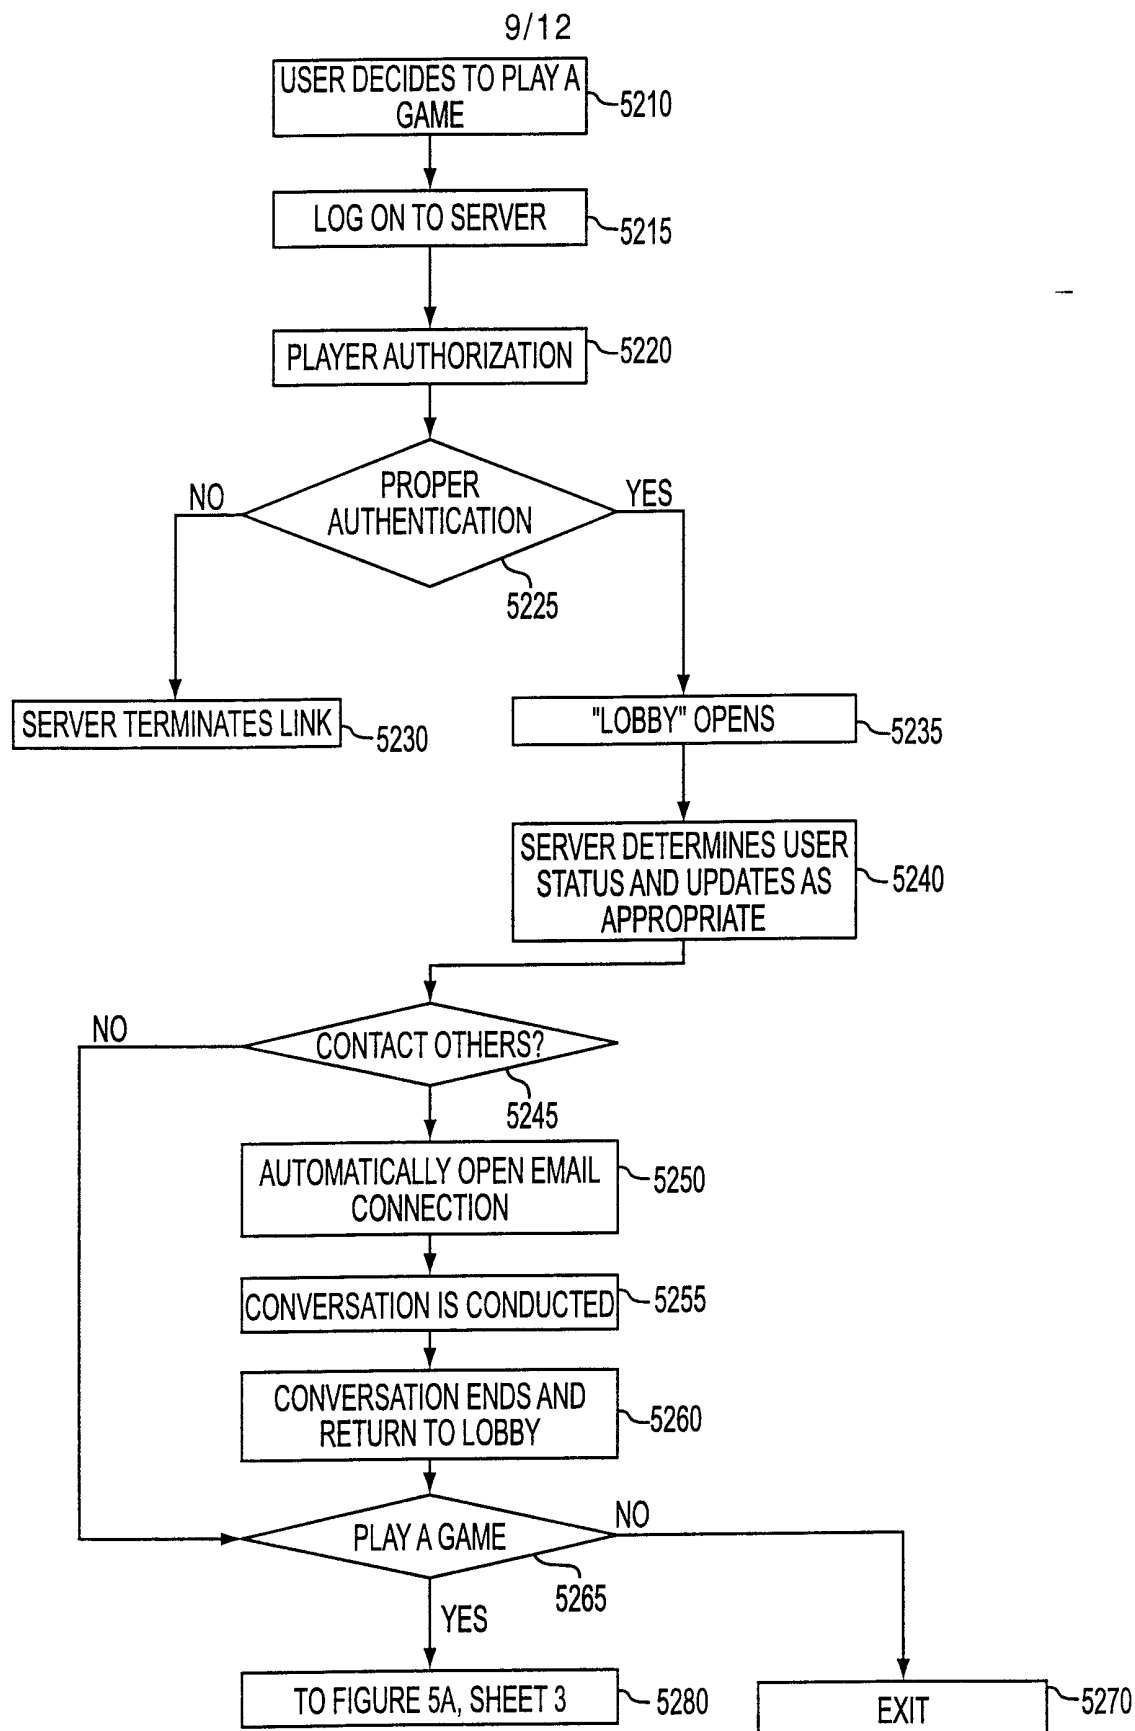 9/12
USER DECIDES TO PLAY A
GAME
5210
LOG ON TO SERVER
5215
PLAYER AUTHORIZATION
5220
PROPER
AUTHENTICATION
NO
YES
5225
SERVER TERMINATES LINK
5230
"LOBBY" OPENS
5235
SERVER DETERMINES USER
STATUS AND UPDATES AS
APPROPRIATE
5240
NO
CONTACT OTHERS?
5245
AUTOMATICALLY OPEN EMAIL
CONNECTION
5250
CONVERSATION IS CONDUCTED
5255
CONVERSATION ENDS AND
RETURN TO LOBBY
5260
PLAY A GAME
NO
5265
YES
TO FIGURE 5A, SHEET 3
5280
EXIT
5270